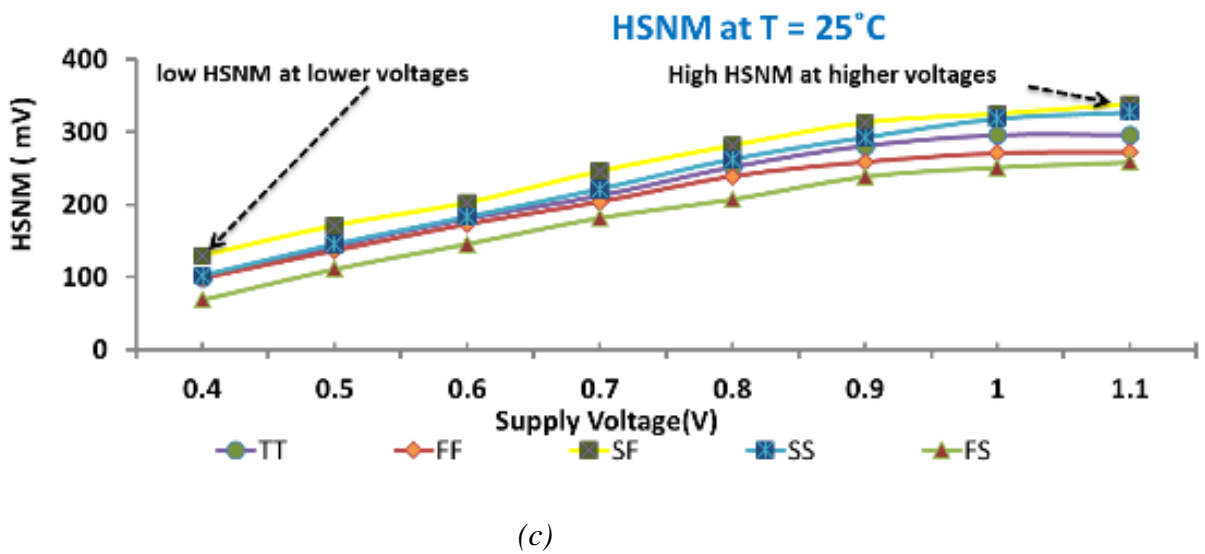 HSNM at T = 25˚C
400
low HSNM at lower voltages
High HSNM at higher voltages
300
200
100
0
HSNM ( mV)
0.4 0.5 0.6 0.7 0.8 0.9 1 1.1
Supply Voltage(V)
TT FF SF SS FS
(c)